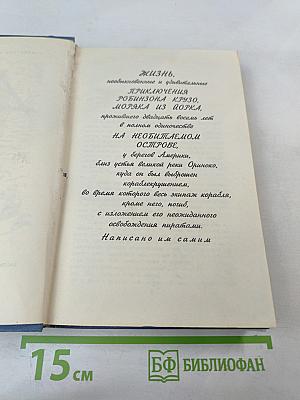 ЖИЗНЬ,
необыкновенные и удивительные
ПРИКЛЮЧЕНИЯ
РОБИНЗОНА КРУЗО,
МОРЯКА ИЗ ЙОРКА,
прожившего двадцать восемь лет
в полном одиночестве
НА НЕОБИТАЕМОМ
ОСТРОВЕ,
у берегов Америки,
близ устья великой реки Ориноко,
куда он был выброшен
кораблекрушением,
во время которого весь экипаж корабля,
кроме него, погиб,
с изложением его неожиданного
освобождения пиратами.
Написано им самим
15 см
БФ БИБЛИОФАН